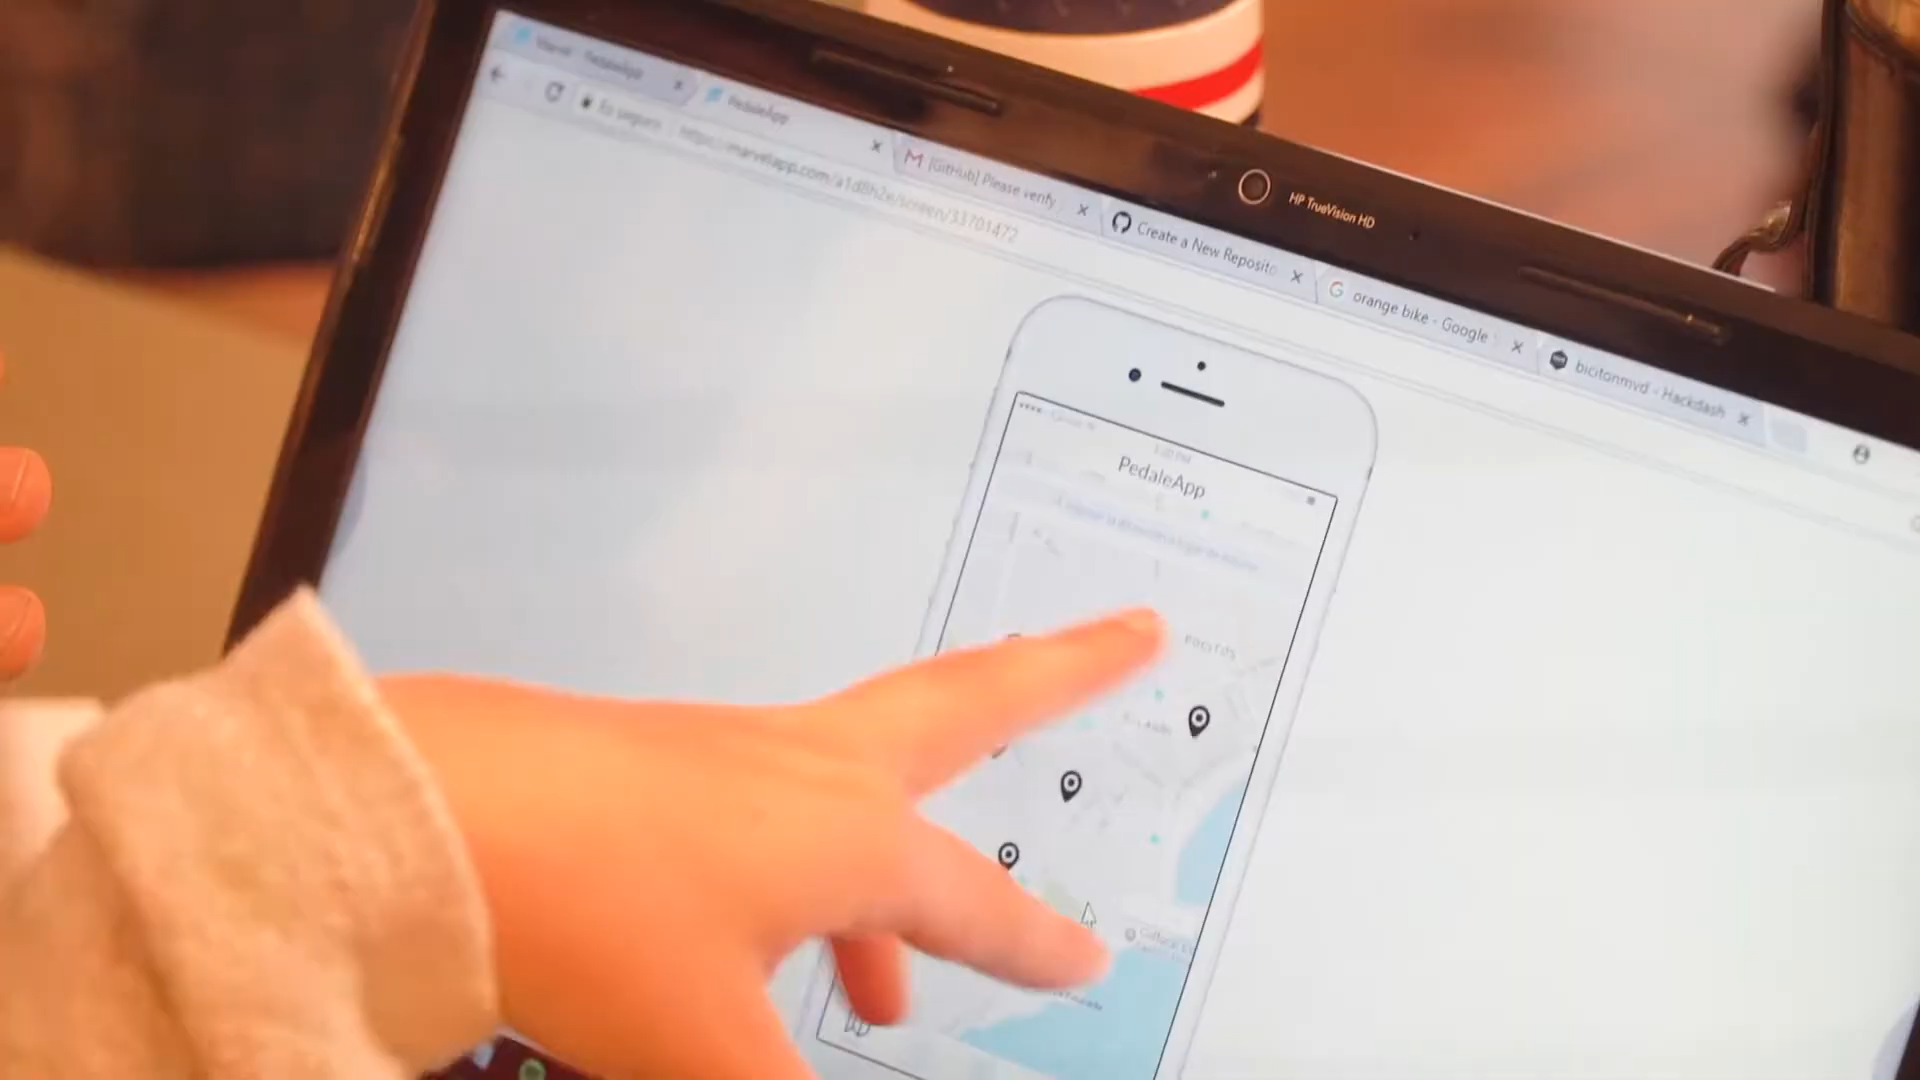 PedaleApp
PedaleApp
[GitHub] Please verify
Create a New Reposito
orange bike - Google
bicitonmvd - Hackdash
Es seguro
https://marvelapp.com/a1d8h2e/screen/33701472
HP TrueVision HD
PedaleApp
POCITOS